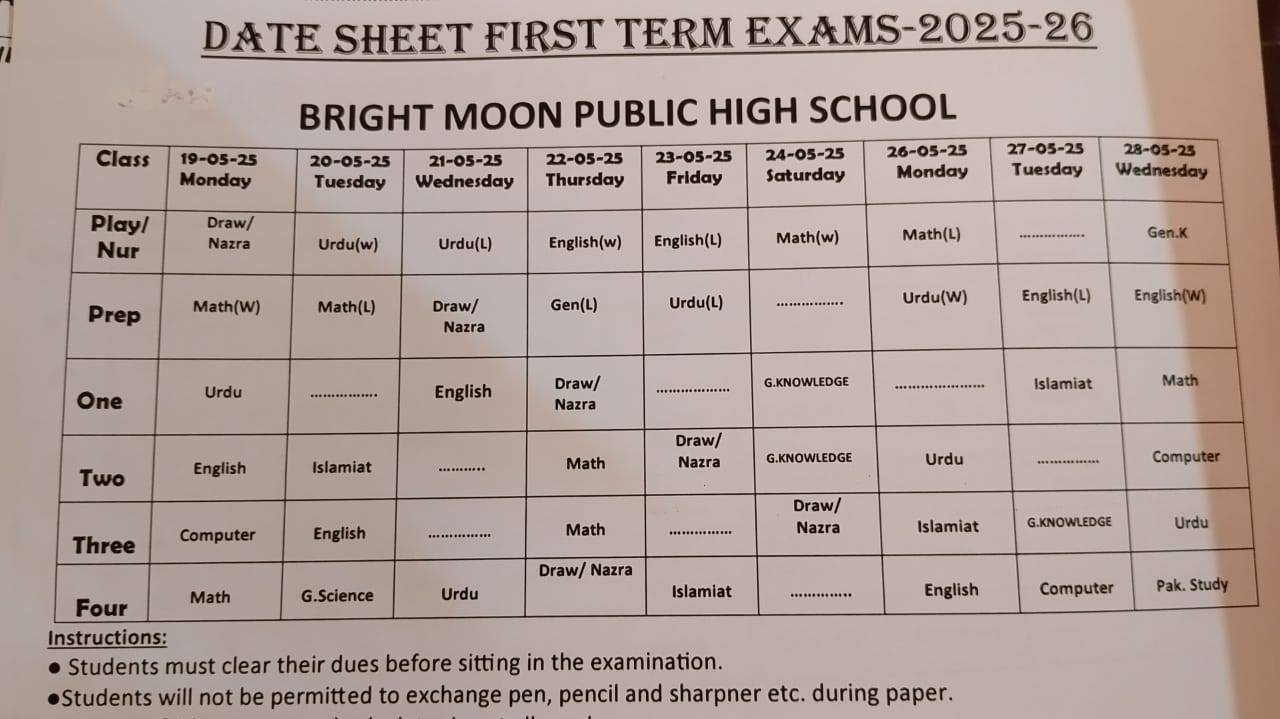 DATE SHEET FIRST TERM EXAMS-2025-26
BRIGHT MOON PUBLIC HIGH SCHOOL
Class 19-05-25 Monday 20-05-25 Tuesday 21-05-25 Wednesday 22-05-25 Thursday 23-05-25 Friday 24-05-25 Saturday 26-05-25 Monday 27-05-25 Tuesday 28-05-25 Wednesday
Play/ Nur Draw/ Nazra Urdu(w) Urdu(L) English(w) English(L) Math(w) Math(L) ................ Gen.K
Prep Math(W) Math(L) Draw/ Nazra Gen(L) Urdu(L) ................ Urdu(W) English(L) English(W)
One Urdu ................ English Draw/ Nazra ................. G.KNOWLEDGE ..................... Islamiat Math
Two English Islamiat ........... Math Draw/ Nazra G.KNOWLEDGE Urdu ............... Computer
Three Computer English ............... Math ............... Draw/ Nazra Islamiat G.KNOWLEDGE Urdu
Four Math G.Science Urdu Draw/ Nazra Islamiat ............... English Computer Pak. Study
Instructions:
● Students must clear their dues before sitting in the examination.
●Students will not be permitted to exchange pen, pencil and sharpner etc. during paper.